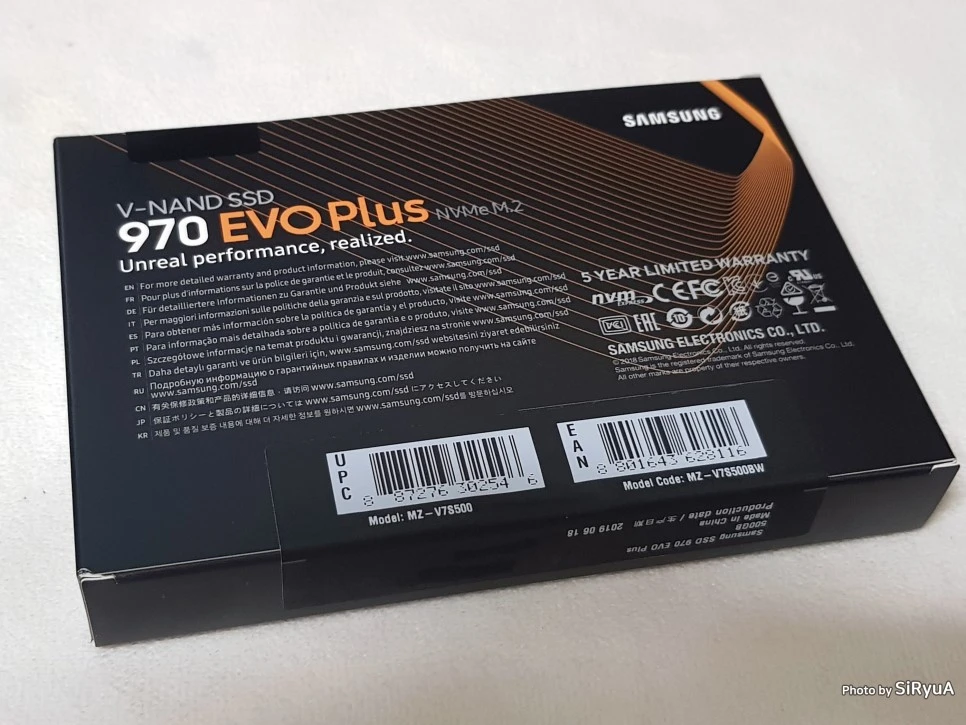 SAMSUNG
V-NAND SSD
970 EVO Plus NVMe M.2
Unreal performance, realized.
EN For more detailed warranty and product information, please visit www.samsung.com/ssd
FR Pour plus d'informations sur la police de garantie et le produit, consultez www.samsung.com/ssd
DE Für detailliertere Informationen zu Garantie und Produkt siehe www.samsung.com/ssd
IT Per maggiori informazioni sulle politiche della garanzia e sul prodotto, visitate il sito www.samsung.com/ssd
ES Para obtener más información sobre la política de garantía y el producto, visite www.samsung.com/ssd
PT Para informação mais detalhada sobre a política de garantia e o produto, visite www.samsung.com/ssd
PL Szczegółowe informacje na temat produktu i gwarancji, znajdziesz na stronie www.samsung.com/ssd
TR Daha detaylı garanti ve ürün bilgileri için, www.samsung.com/ssd websitesini ziyaret edebilirsiniz
RU Подробную информацию о гарантийных правилах и изделии можно получить на сайте
www.samsung.com/ssd
CN 有关保修政策和产品的详细信息，请访问 www.samsung.com/ssd
JP 保証ポリシーと製品の詳細については www.samsung.com/ssd にアクセスしてください
KR 제품 및 품질 보증 내용에 대해 더 자세한 정보를 원하시면 www.samsung.com/ssd를 방문하십시오
5 YEAR LIMITED WARRANTY
nvm EXPRESS CE FC
VCI EAC 10
SAMSUNG ELECTRONICS CO., LTD.
©2018 Samsung Electronics Co., Ltd. All rights reserved.
Samsung is the registered trademark of Samsung Electronics Co., Ltd.
All other marks are property of their respective owners.
UPC
8 87276 30254 6
Model: MZ-V7S500
EAN
8 801643 628116
Model Code: MZ-V7S500BW
Samsung SSD 970 EVO Plus
500GB
Made in China
Production date / 生产日期 2019 06 18
Photo by SiRyuA